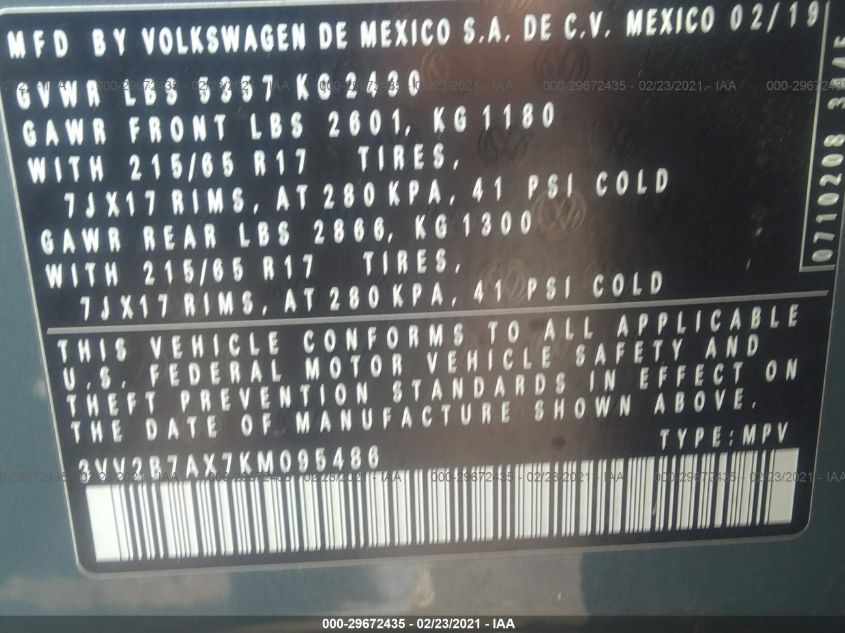 MFD BY VOLKSWAGEN DE MEXICO S.A. DE C.V. MEXICO 02/19
GVWR LBS 5357 KG 2430
GAWR FRONT LBS 2601, KG 1180
WITH 215/65 R17 TIRES,
7JX17 RIMS, AT 280 KPA, 41 PSI COLD
GAWR REAR LBS 2866, KG 1300
WITH 215/65 R17 TIRES,
7JX17 RIMS, AT 280 KPA, 41 PSI COLD
0710208
THIS VEHICLE CONFORMS TO ALL APPLICABLE
U.S. FEDERAL MOTOR VEHICLE SAFETY AND
THEFT PREVENTION STANDARDS IN EFFECT ON
THE DATE OF MANUFACTURE SHOWN ABOVE.
TYPE: MPV
3VV2B7AX7KM095486
000-29672435 - 02/23/2021 - IAA